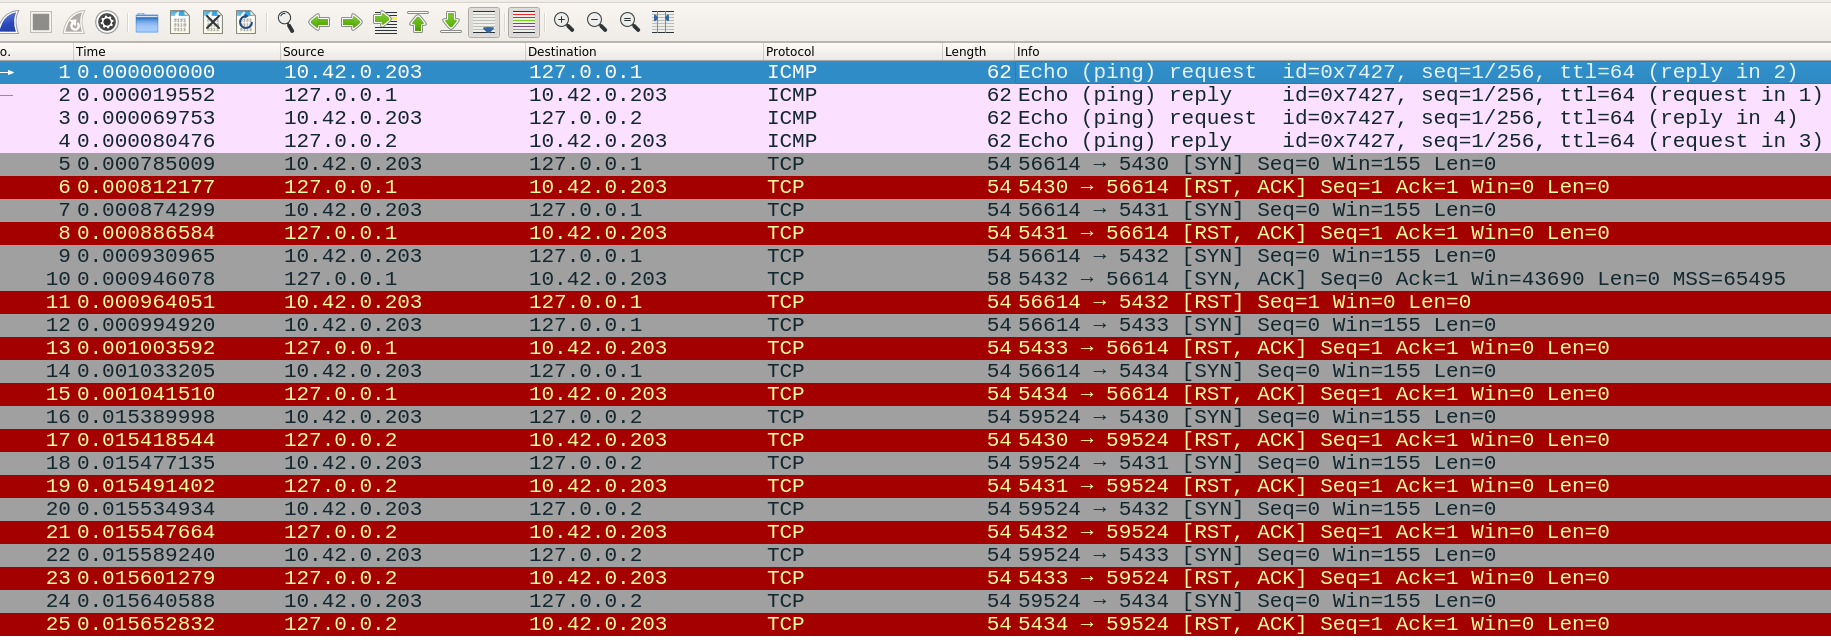 o. Time Source Destination Protocol Length Info
1 0.000000000 10.42.0.203 127.0.0.1 ICMP 62 Echo (ping) request id=0x7427, seq=1/256, ttl=64 (reply in 2)
2 0.000019552 127.0.0.1 10.42.0.203 ICMP 62 Echo (ping) reply id=0x7427, seq=1/256, ttl=64 (request in 1)
3 0.000069753 10.42.0.203 127.0.0.2 ICMP 62 Echo (ping) request id=0x7427, seq=1/256, ttl=64 (reply in 4)
4 0.000080476 127.0.0.2 10.42.0.203 ICMP 62 Echo (ping) reply id=0x7427, seq=1/256, ttl=64 (request in 3)
5 0.000785009 10.42.0.203 127.0.0.1 TCP 54 56614 → 5430 [SYN] Seq=0 Win=155 Len=0
6 0.000812177 127.0.0.1 10.42.0.203 TCP 54 5430 → 56614 [RST, ACK] Seq=1 Ack=1 Win=0 Len=0
7 0.000874299 10.42.0.203 127.0.0.1 TCP 54 56614 → 5431 [SYN] Seq=0 Win=155 Len=0
8 0.000886584 127.0.0.1 10.42.0.203 TCP 54 5431 → 56614 [RST, ACK] Seq=1 Ack=1 Win=0 Len=0
9 0.000930965 10.42.0.203 127.0.0.1 TCP 54 56614 → 5432 [SYN] Seq=0 Win=155 Len=0
10 0.000946078 127.0.0.1 10.42.0.203 TCP 58 5432 → 56614 [SYN, ACK] Seq=0 Ack=1 Win=43690 Len=0 MSS=65495
11 0.000964051 10.42.0.203 127.0.0.1 TCP 54 56614 → 5432 [RST] Seq=1 Win=0 Len=0
12 0.000994920 10.42.0.203 127.0.0.1 TCP 54 56614 → 5433 [SYN] Seq=0 Win=155 Len=0
13 0.001003592 127.0.0.1 10.42.0.203 TCP 54 5433 → 56614 [RST, ACK] Seq=1 Ack=1 Win=0 Len=0
14 0.001033205 10.42.0.203 127.0.0.1 TCP 54 56614 → 5434 [SYN] Seq=0 Win=155 Len=0
15 0.001041510 127.0.0.1 10.42.0.203 TCP 54 5434 → 56614 [RST, ACK] Seq=1 Ack=1 Win=0 Len=0
16 0.015389998 10.42.0.203 127.0.0.2 TCP 54 59524 → 5430 [SYN] Seq=0 Win=155 Len=0
17 0.015418544 127.0.0.2 10.42.0.203 TCP 54 5430 → 59524 [RST, ACK] Seq=1 Ack=1 Win=0 Len=0
18 0.015477135 10.42.0.203 127.0.0.2 TCP 54 59524 → 5431 [SYN] Seq=0 Win=155 Len=0
19 0.015491402 127.0.0.2 10.42.0.203 TCP 54 5431 → 59524 [RST, ACK] Seq=1 Ack=1 Win=0 Len=0
20 0.015534934 10.42.0.203 127.0.0.2 TCP 54 59524 → 5432 [SYN] Seq=0 Win=155 Len=0
21 0.015547664 127.0.0.2 10.42.0.203 TCP 54 5432 → 59524 [RST, ACK] Seq=1 Ack=1 Win=0 Len=0
22 0.015589240 10.42.0.203 127.0.0.2 TCP 54 59524 → 5433 [SYN] Seq=0 Win=155 Len=0
23 0.015601279 127.0.0.2 10.42.0.203 TCP 54 5433 → 59524 [RST, ACK] Seq=1 Ack=1 Win=0 Len=0
24 0.015640588 10.42.0.203 127.0.0.2 TCP 54 59524 → 5434 [SYN] Seq=0 Win=155 Len=0
25 0.015652832 127.0.0.2 10.42.0.203 TCP 54 5434 → 59524 [RST, ACK] Seq=1 Ack=1 Win=0 Len=0